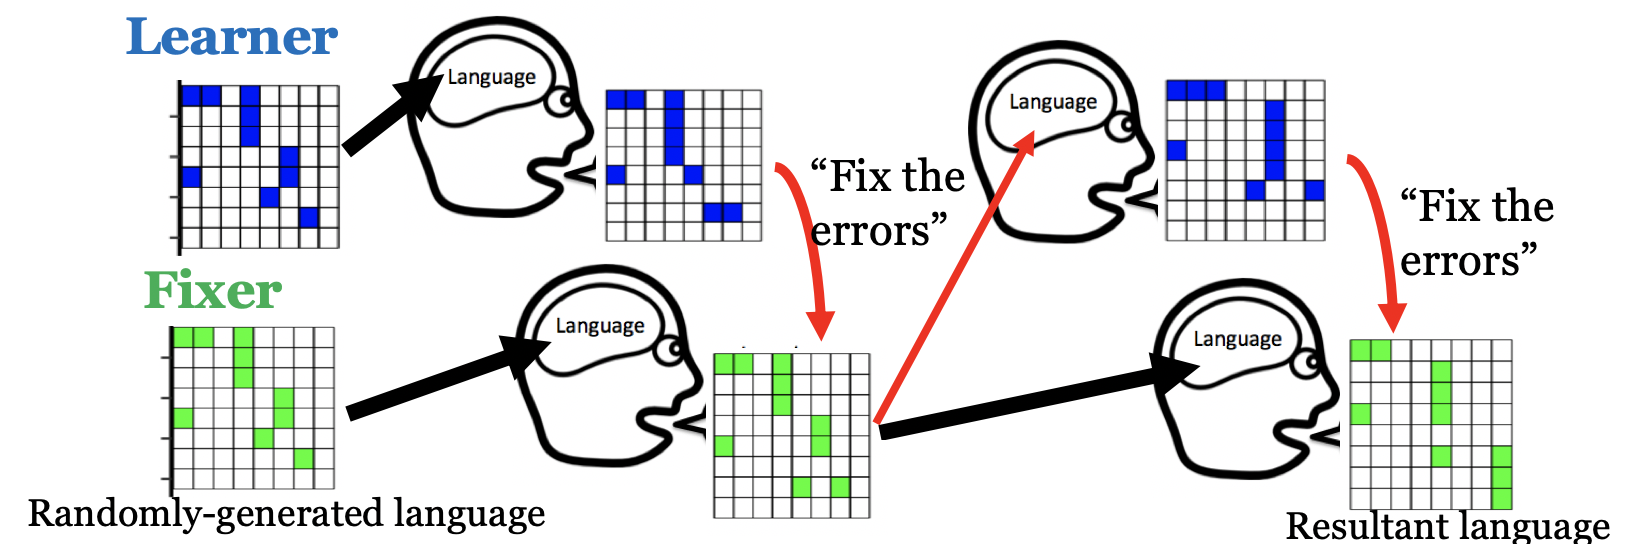 Learner
Language
Language
“Fix the
errors”
“Fix the
errors”
Fixer
Language
Language
Randomly-generated language
Resultant language